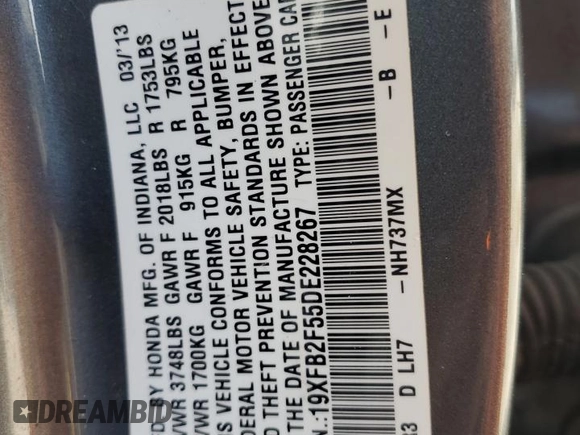 D BY HONDA MFG. OF INDIANA, LLC 03/'13
VWR 3748LBS GAWR F 2018LBS R 1753LBS
VWR 1700KG GAWR F 915KG R 795KG
S VEHICLE CONFORMS TO ALL APPLICABLE
DERAL MOTOR VEHICLE SAFETY, BUMPER,
D THEFT PREVENTION STANDARDS IN EFFECT
THE DATE OF MANUFACTURE SHOWN ABOVE
N.:19XFB2F55DE228267 TYPE: PASSENGER CAR
33 D LH7 -NH737MX -B -E
DREAMBID